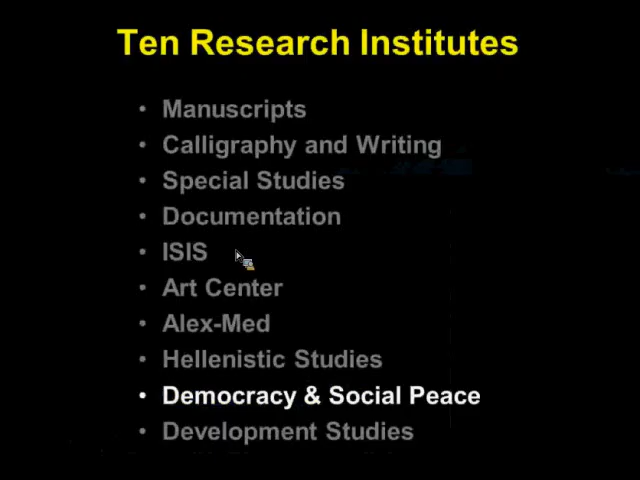 Ten Research Institutes
• Manuscripts
• Calligraphy and Writing
• Special Studies
• Documentation
• ISIS
• Art Center
• Alex-Med
• Hellenistic Studies
• Democracy & Social Peace
• Development Studies